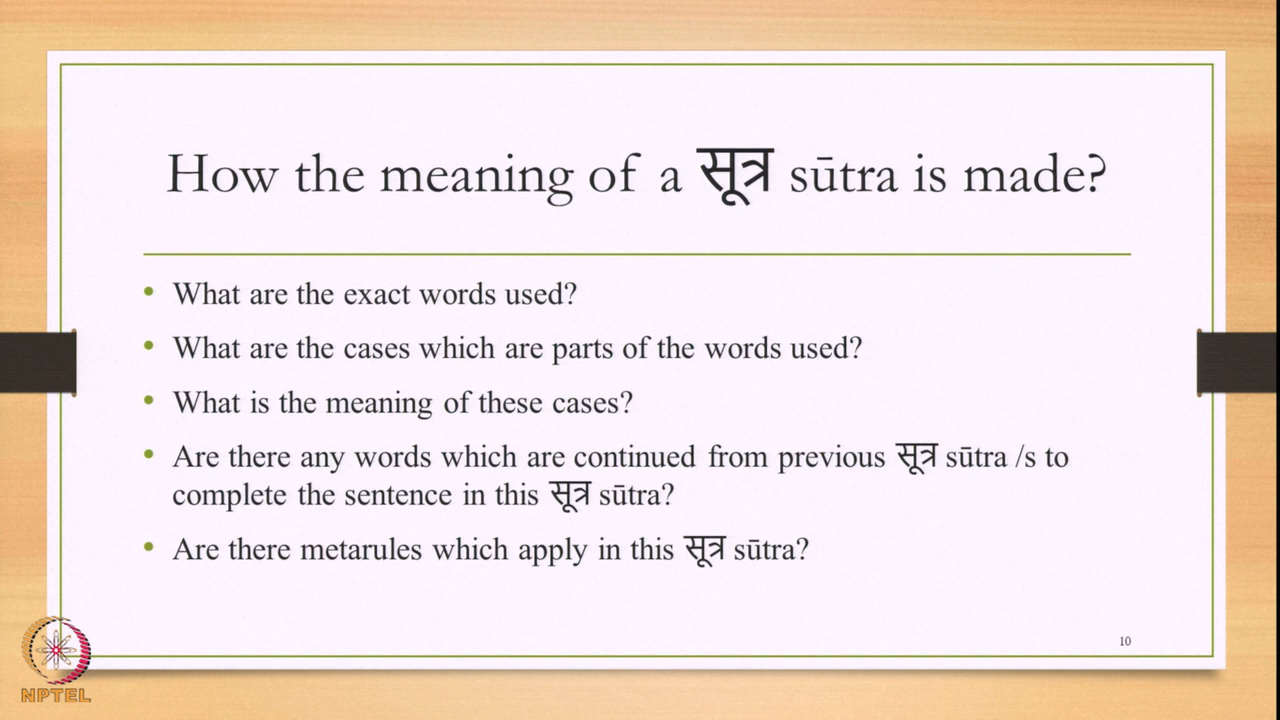 How the meaning of a सूत्र sūtra is made?
• What are the exact words used?
• What are the cases which are parts of the words used?
• What is the meaning of these cases?
• Are there any words which are continued from previous सूत्र sūtra /s to
complete the sentence in this सूत्र sūtra?
• Are there metarules which apply in this सूत्र sūtra?
10
NPTEL